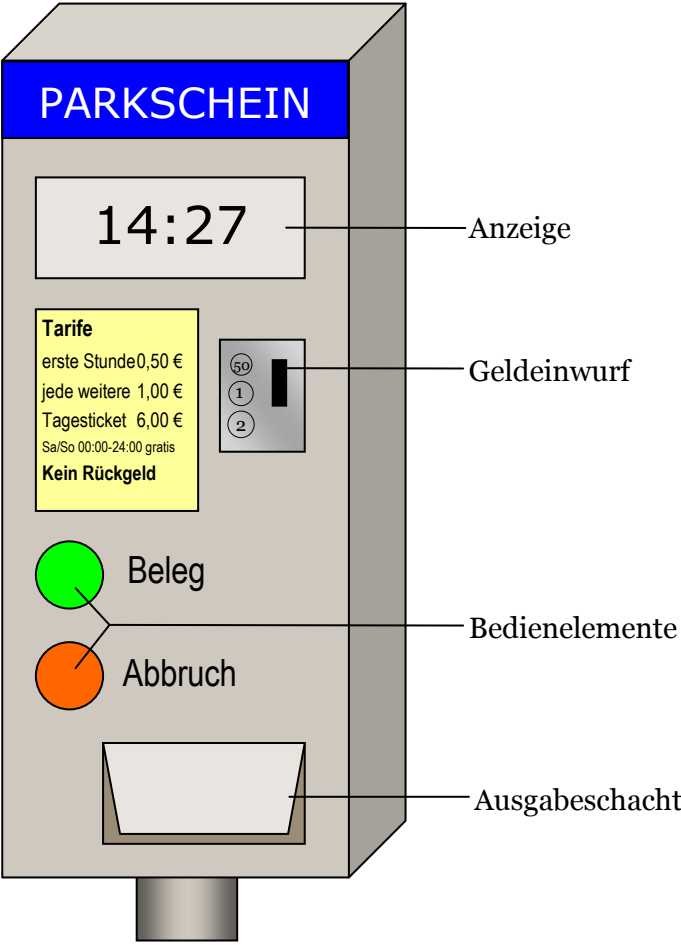 PARKSCHEIN
14:27
Anzeige
Tarife
erste Stunde 0,50 €
jede weitere 1,00 €
Tagesticket 6,00 €
Sa/So 00:00-24:00 gratis
Kein Rückgeld
50
1
2
Geldeinwurf
Beleg
Bedienelemente
Abbruch
Ausgabeschacht